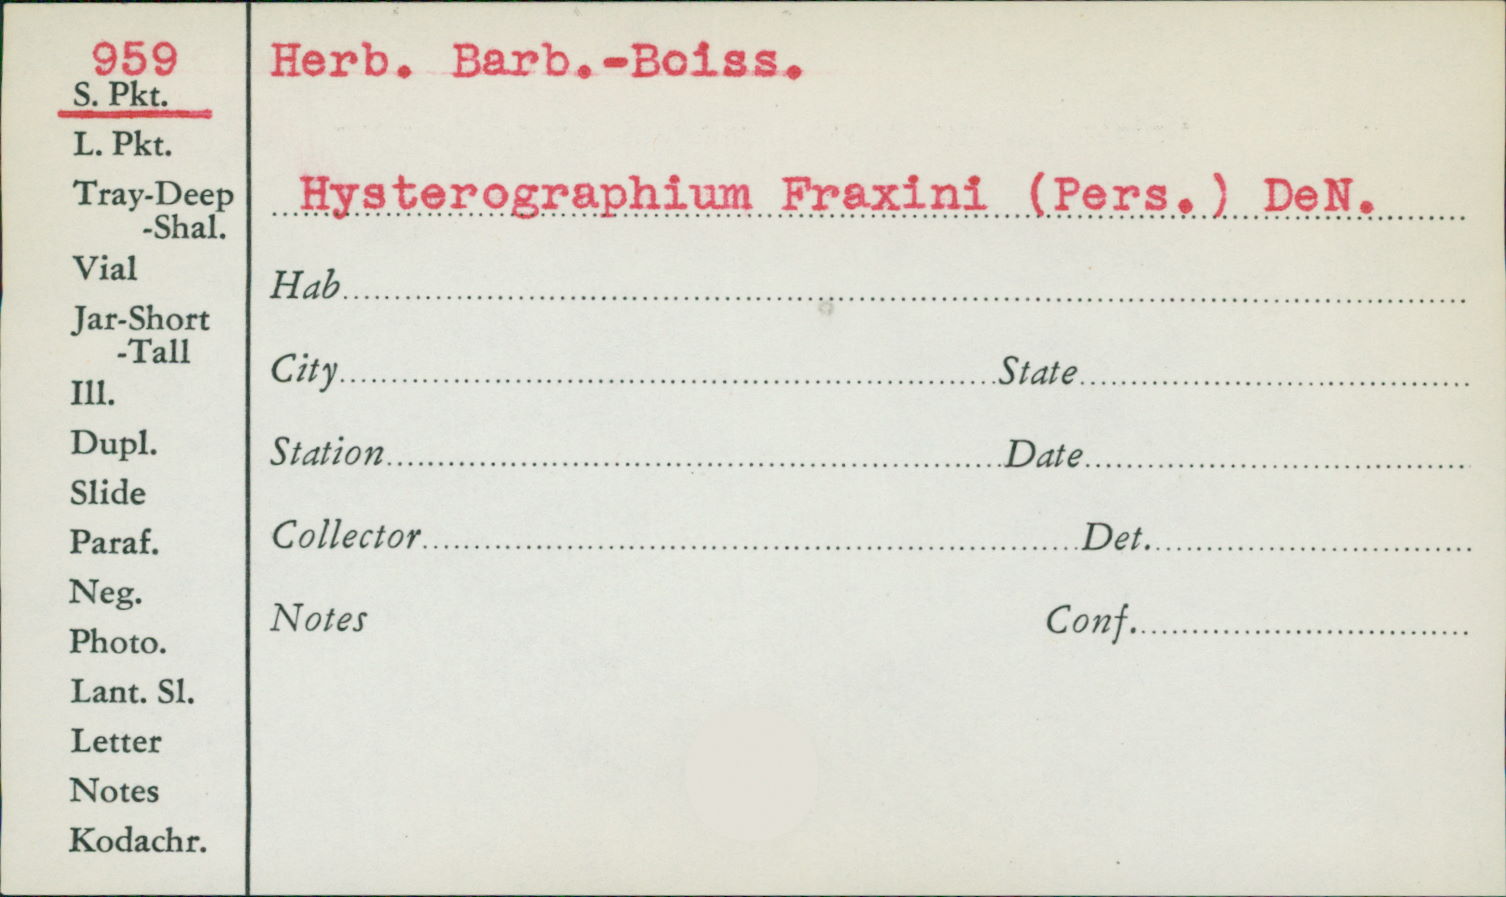 959
S. Pkt.
L. Pkt.
Tray-Deep
-Shal.
Vial
Jar-Short
-Tall
Ill.
Dupl.
Slide
Paraf.
Neg.
Photo.
Lant. Sl.
Letter
Notes
Kodachr.
Herb. Barb.-Boiss.
Hysterographium Fraxini (Pers.) DeN.
Hab
City State
Station Date
Collector Det.
Notes Conf.